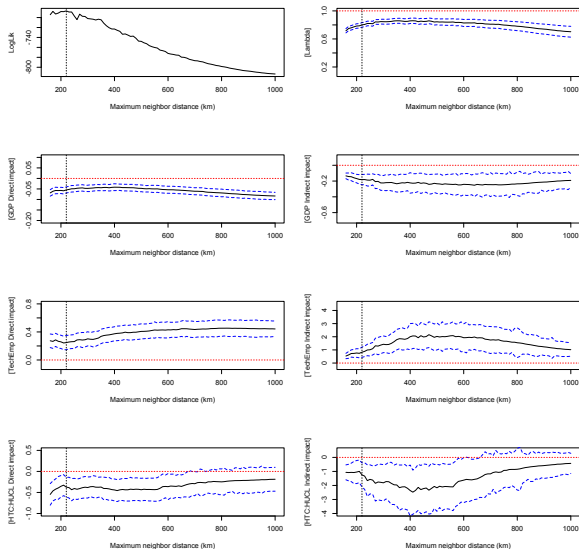 LogLik
-800
-740
200 400 600 800 1000
Maximum neighbor distance (km)
[Lambda]
0.2
0.6
1.0
200 400 600 800 1000
Maximum neighbor distance (km)
[GDP Direct impact]
-0.20
-0.05
0.05
200 400 600 800 1000
Maximum neighbor distance (km)
[GDP Indirect impact]
-0.6
-0.2
200 400 600 800 1000
Maximum neighbor distance (km)
[TechEmp Direct impact]
0.0
0.4
0.8
200 400 600 800 1000
Maximum neighbor distance (km)
[TechEmp Indirect impact]
0
1
2
3
4
200 400 600 800 1000
Maximum neighbor distance (km)
[HTC:HUCL Direct impact]
-1.0
-0.5
0.0
0.5
200 400 600 800 1000
Maximum neighbor distance (km)
[HTC:HUCL Indirect impact]
-4
-3
-2
-1
0
200 400 600 800 1000
Maximum neighbor distance (km)